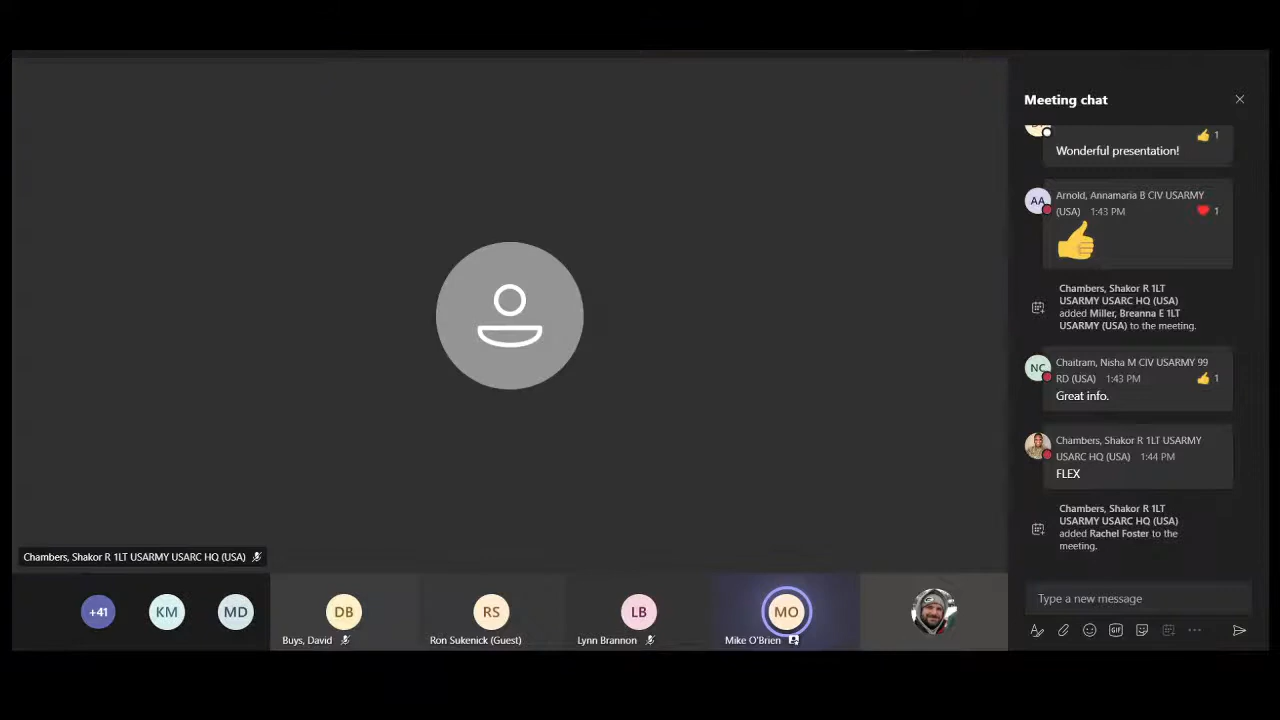 Meeting chat
1
Wonderful presentation!
AA
Arnold, Annamaria B CIV USARMY
(USA) 1:43 PM
1
Chambers, Shakor R 1LT
USARMY USARC HQ (USA)
added Miller, Breanna E 1LT
USARMY (USA) to the meeting.
NC
Chaitram, Nisha M CIV USARMY 99
RD (USA) 1:43 PM
1
Great info.
Chambers, Shakor R 1LT USARMY
USARC HQ (USA) 1:44 PM
FLEX
Chambers, Shakor R 1LT
USARMY USARC HQ (USA)
added Rachel Foster to the
meeting.
Type a new message
GIF
Chambers, Shakor R 1LT USARMY USARC HQ (USA)
+41
KM
MD
DB
Buys, David
RS
Ron Sukenick (Guest)
LB
Lynn Brannon
MO
Mike O'Brien